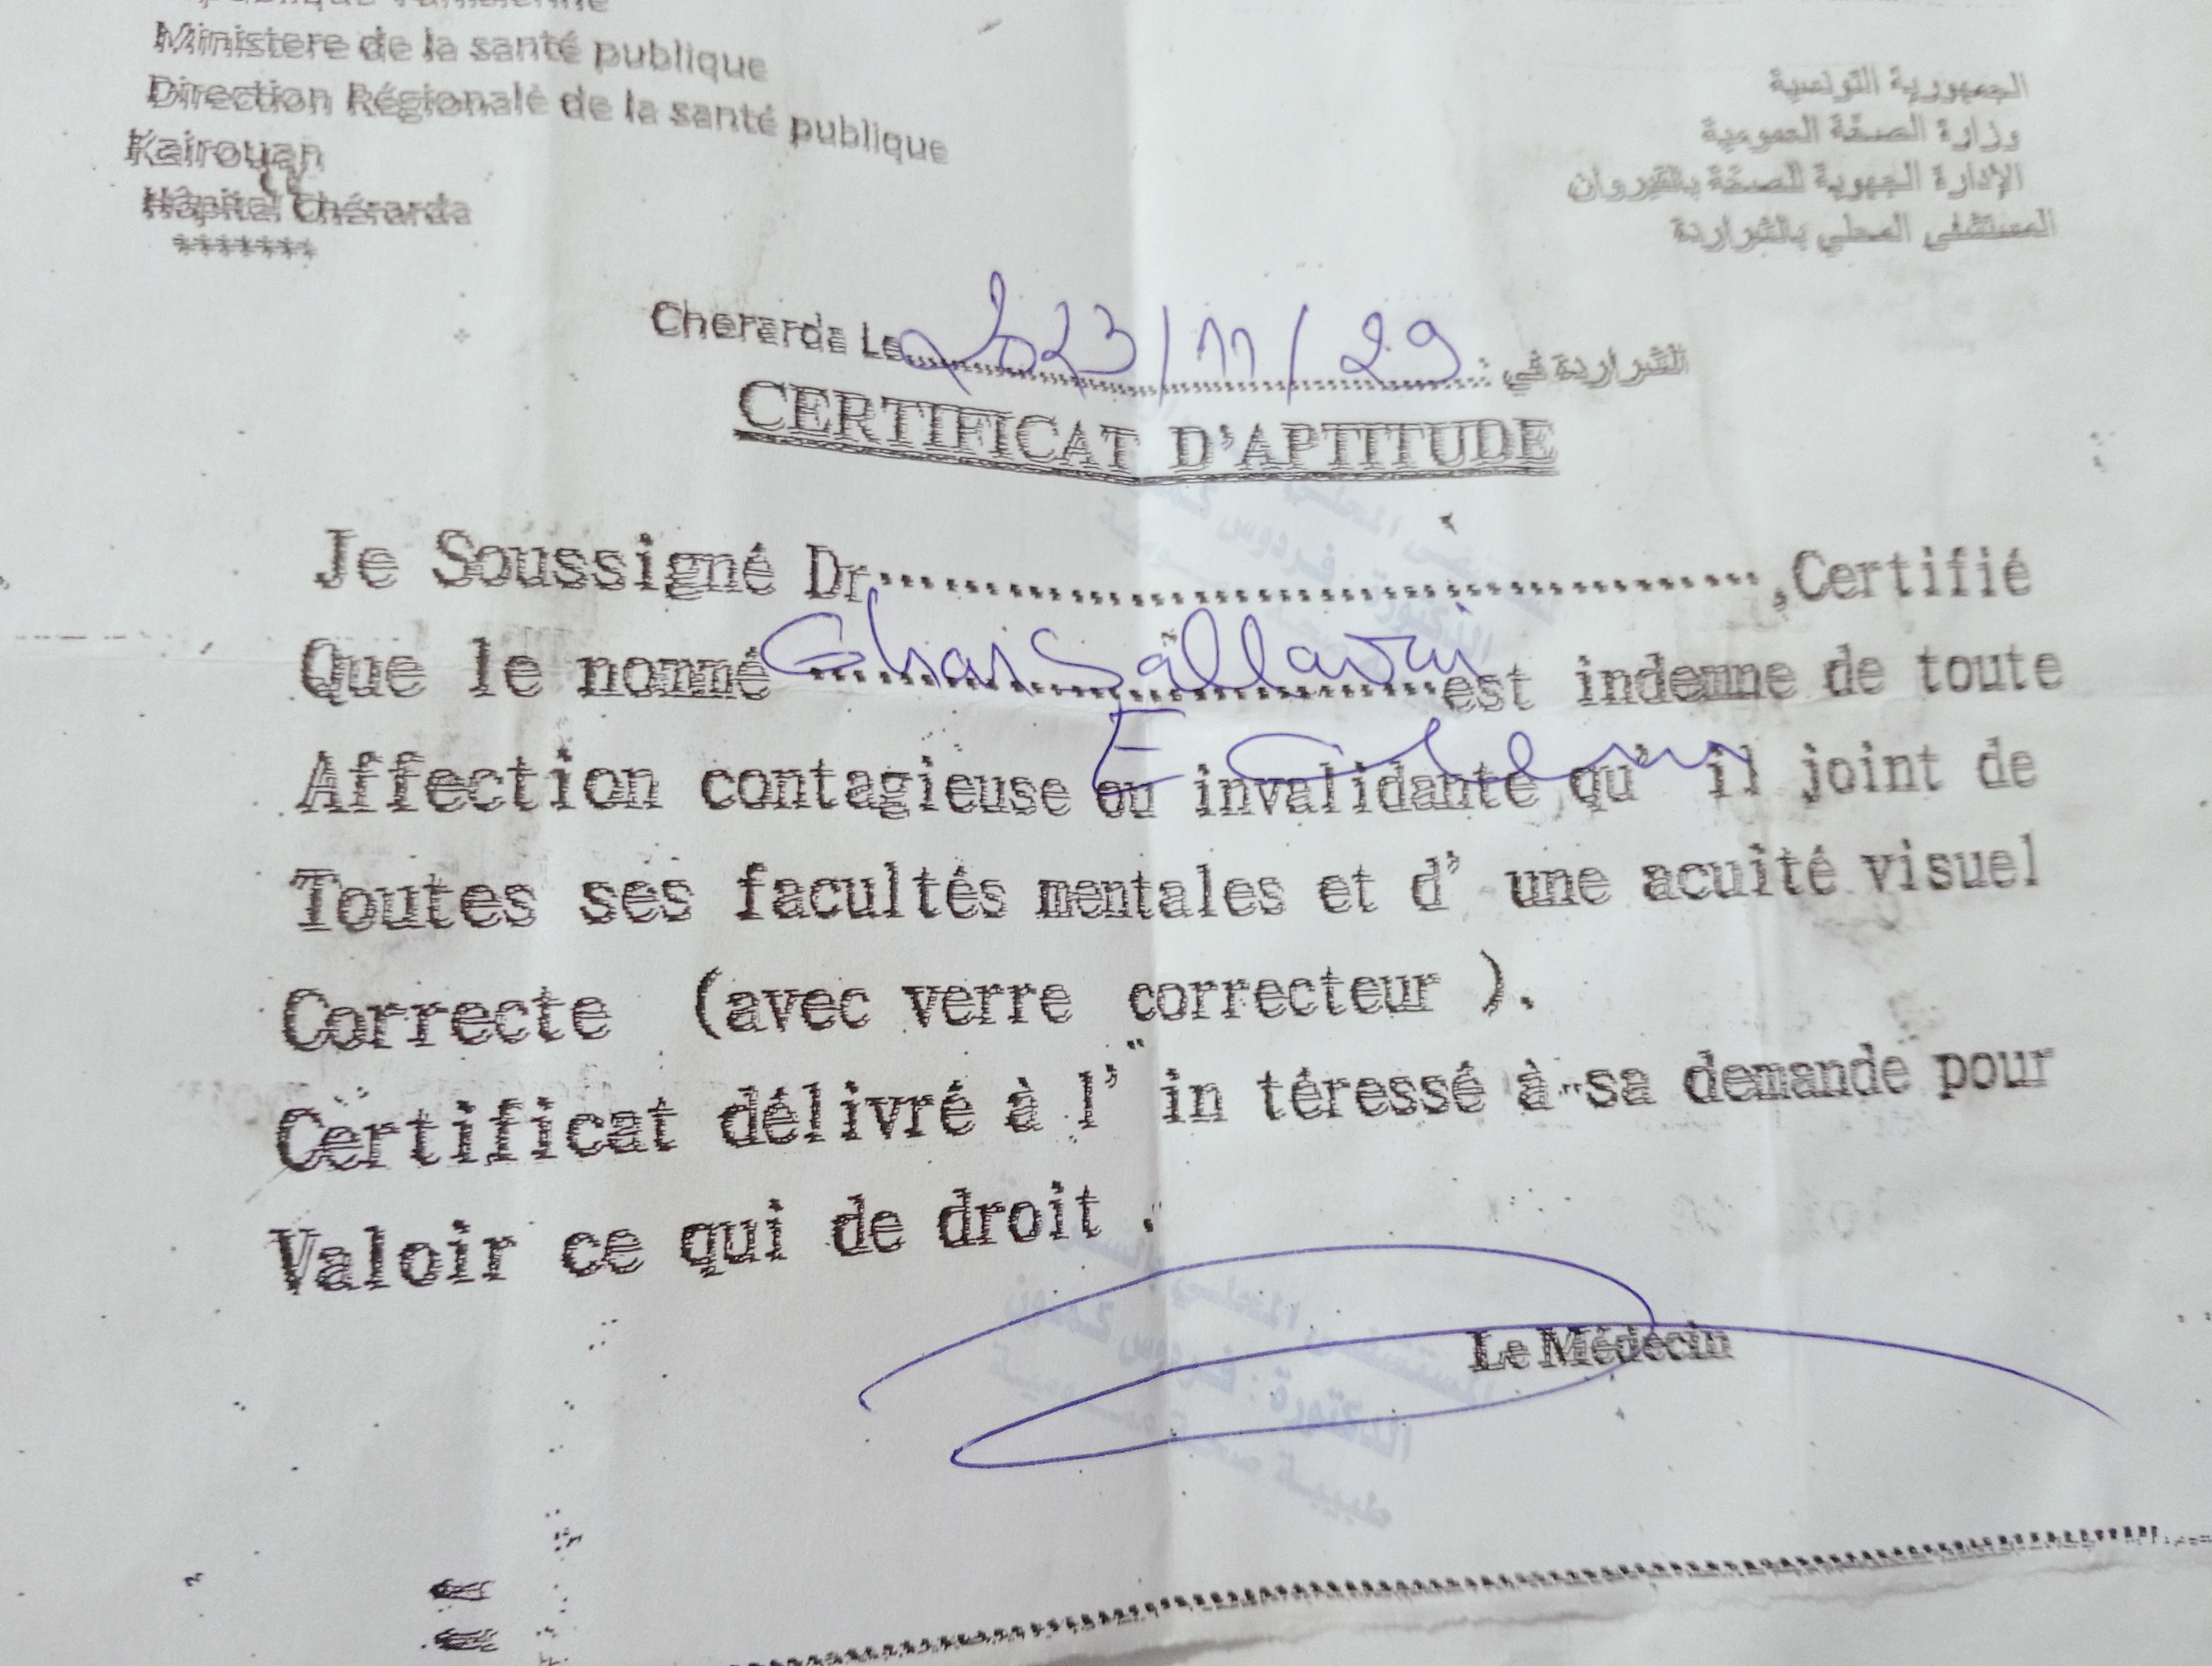 Ministere de la santé publique
Direction Régionale de la santé publique
Kairouan
Hôpital Chérarda
*******
الجمهورية التونسية
وزارة الصحّة العمومية
الإدارة الجهوية للصحّة بالقيروان
المستشفى المحلي بالشراردة
Cherarda Le 2023/11/29 الشراردة في
CERTIFICAT D'APTITUDE
Je Soussigné Dr..........,Certifié
Que le nommé est indemne de toute
Affection contagieuse ou invalidante qu' il joint de
Toutes ses facultés mentales et d' une acuité visuel
Correcte (avec verre correcteur ).
Certificat délivré à l' in téressé à sa demande pour
Valoir ce qui de droit .
Le Médecin